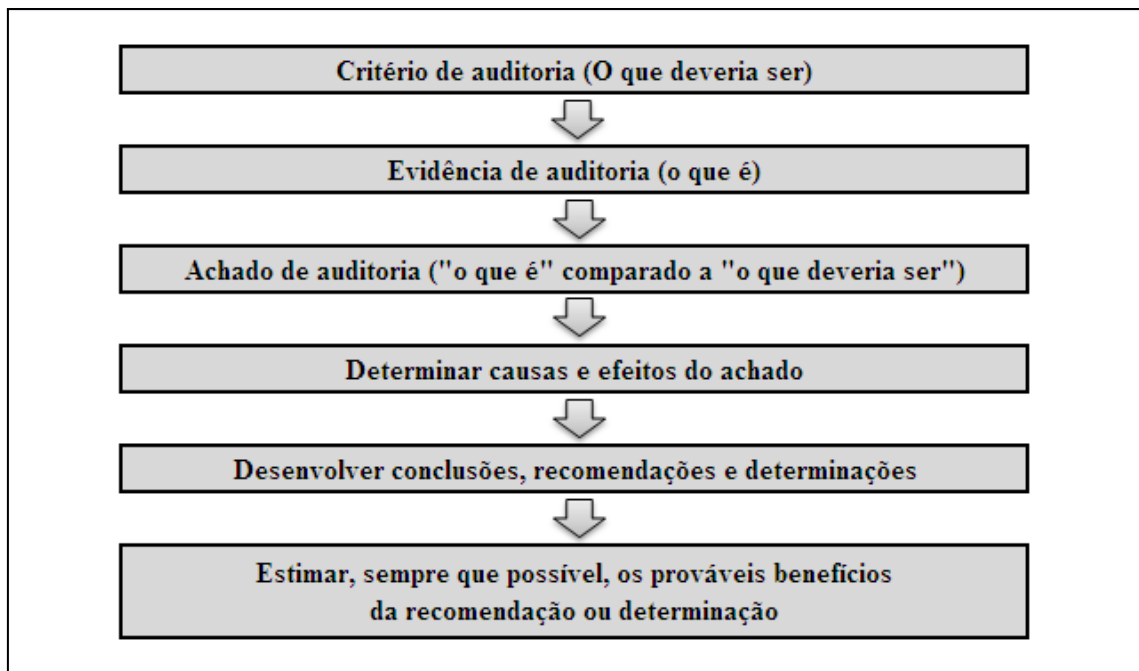 Critério de auditoria (O que deveria ser)
Evidência de auditoria (o que é)
Achado de auditoria ("o que é" comparado a "o que deveria ser")
Determinar causas e efeitos do achado
Desenvolver conclusões, recomendações e determinações
Estimar, sempre que possível, os prováveis benefícios
da recomendação ou determinação